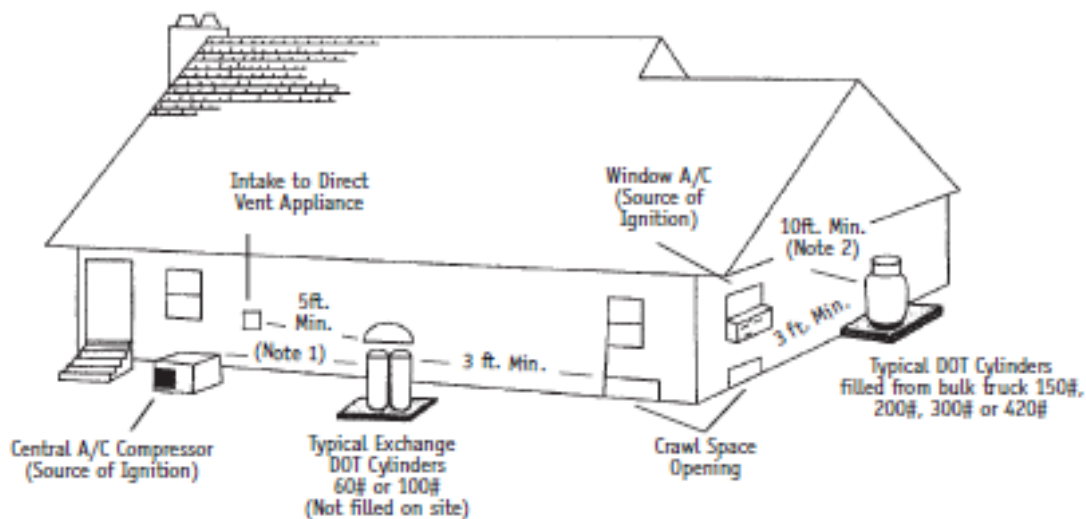 Intake to Direct
Vent Appliance
Window A/C
(Source of
Ignition)
10ft. Min.
(Note 2)
5ft.
Min.
(Note 1)
3 ft. Min.
3 ft. Min.
Central A/C Compressor
(Source of Ignition)
Typical Exchange
DOT Cylinders
60# or 100#
(Not filled on site)
Crawl Space
Opening
Typical DOT Cylinders
filled from bulk truck 150#,
200#, 300# or 420#